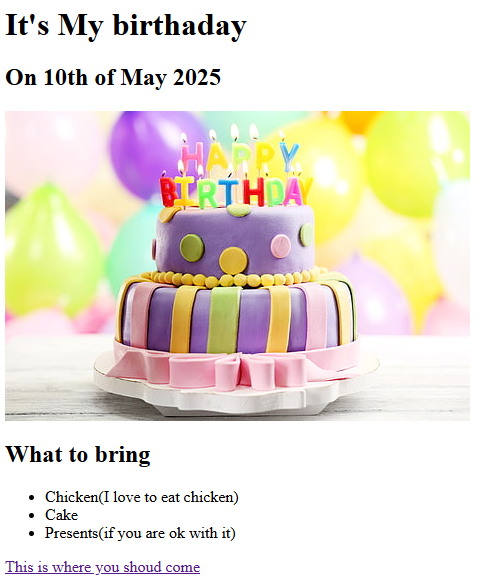 It's My birthaday
On 10th of May 2025
HAPPY
BIRTHDAY
What to bring
Chicken(I love to eat chicken)
Cake
Presents(if you are ok with it)
This is where you shoud come